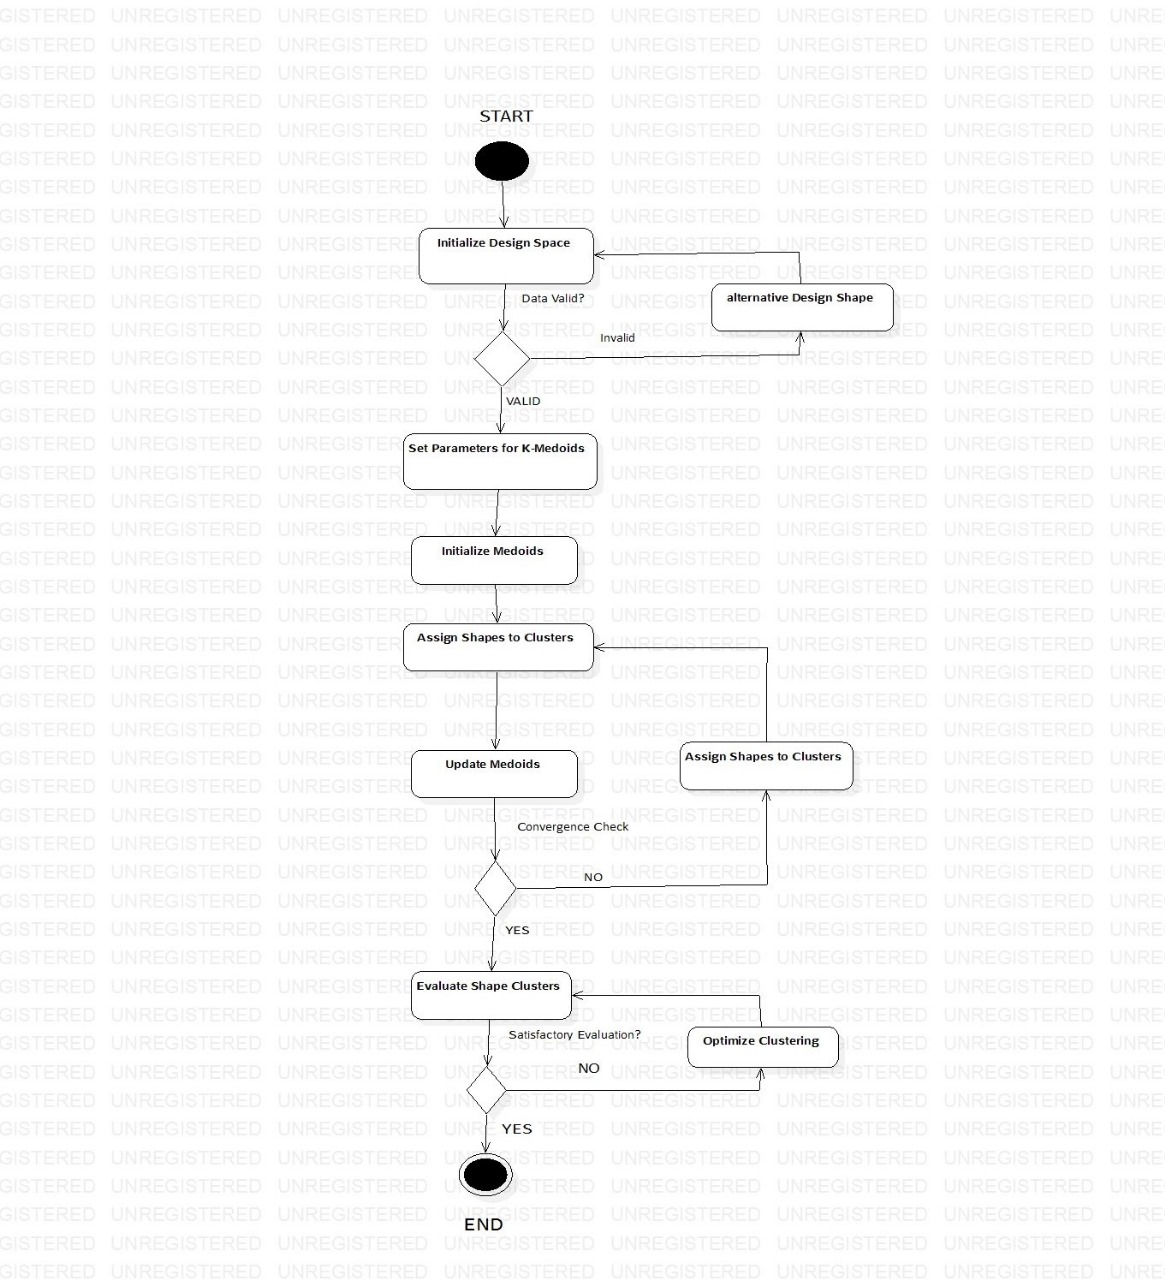 START
Initialize Design Space
Data Valid?
alternative Design Shape
Invalid
VALID
Set Parameters for K-Medoids
Initialize Medoids
Assign Shapes to Clusters
Update Medoids
Assign Shapes to Clusters
Convergence Check
NO
YES
Evaluate Shape Clusters
Satisfactory Evaluation?
Optimize Clustering
NO
YES
END
UNREGISTERED